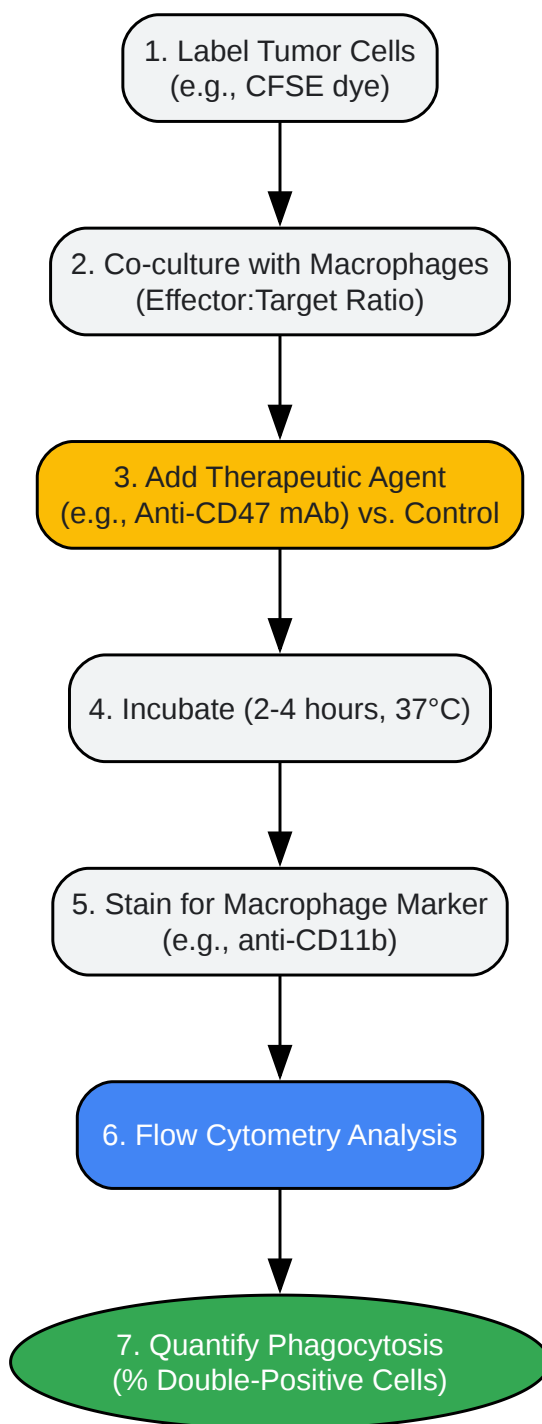 1. Label Tumor Cells
(e.g., CFSE dye)
2. Co-culture with Macrophages
(Effector:Target Ratio)
3. Add Therapeutic Agent
(e.g., Anti-CD47 mAb) vs. Control
4. Incubate (2-4 hours, 37°C)
5. Stain for Macrophage Marker
(e.g., anti-CD11b)
6. Flow Cytometry Analysis
7. Quantify Phagocytosis
(% Double-Positive Cells)